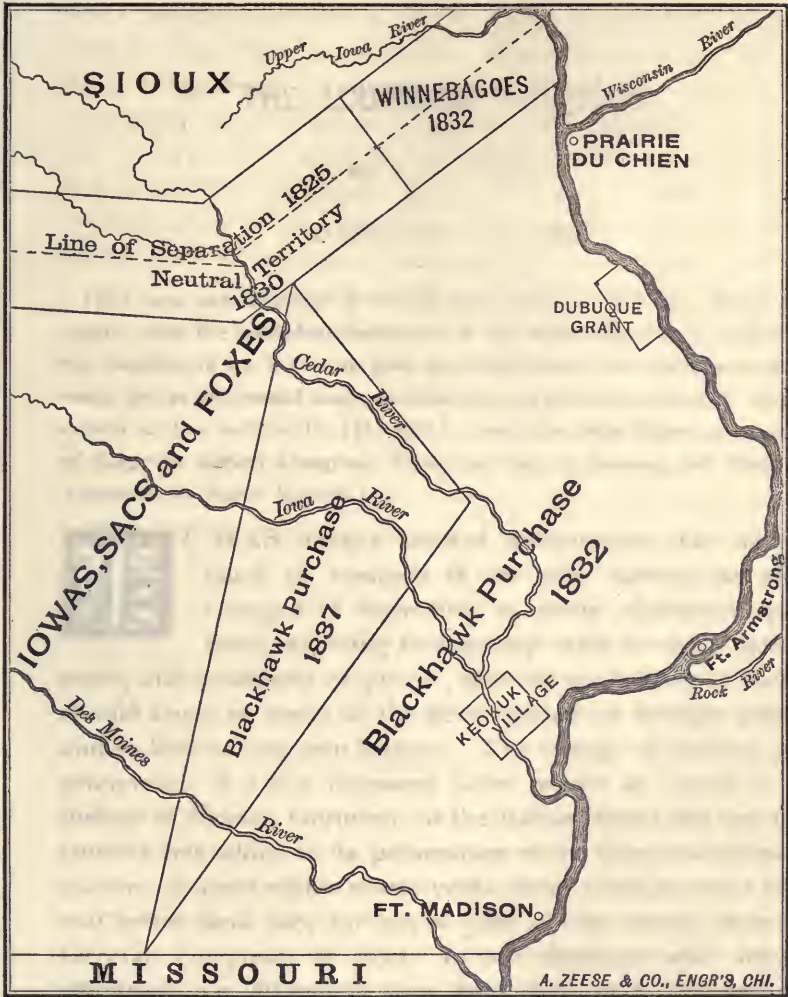 Upper Iowa River
SIOUX
WINNEBAGOES
1832
Wisconsin River
PRAIRIE
DU CHIEN
Line of Separation 1825
Neutral Territory
1830
DUBUQUE
GRANT
IOWAS, SACS and FOXES
Cedar River
Iowa River
Blackhawk Purchase
1837
Blackhawk Purchase
1832
Ft. Armstrong
Rock River
KEOKUK
VILLAGE
Des Moines River
FT. MADISON
MISSOURI
A. ZEESE & CO., ENGR'S, CHI.